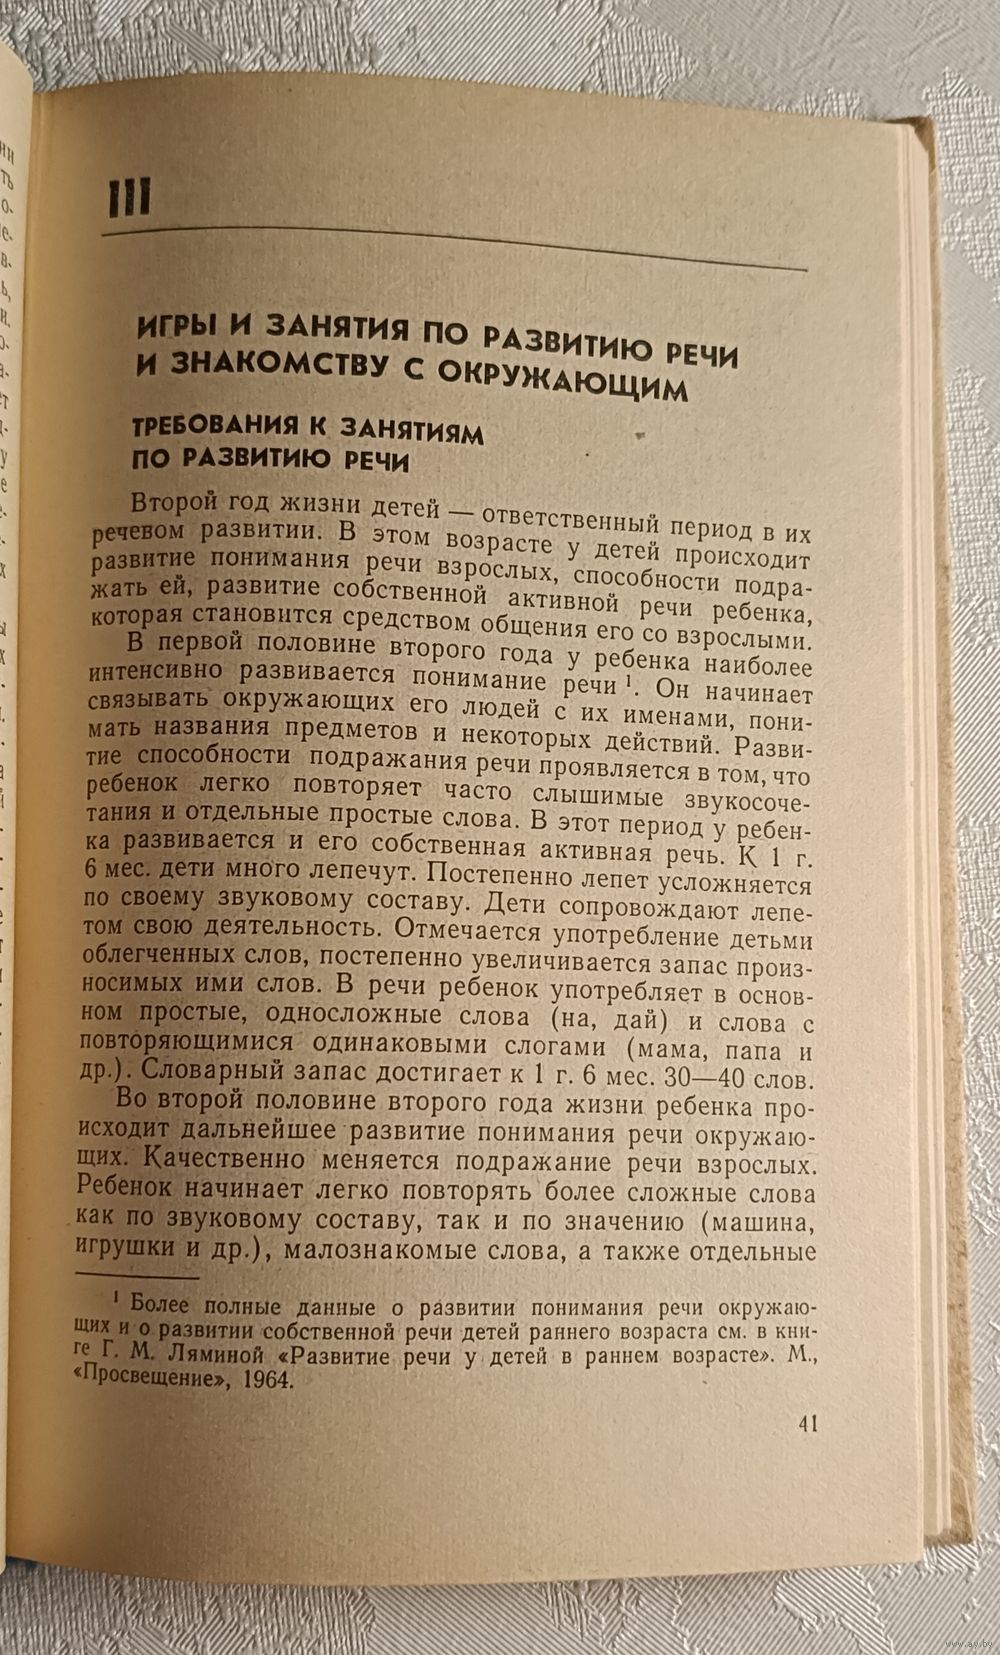 III
ИГРЫ И ЗАНЯТИЯ ПО РАЗВИТИЮ РЕЧИ
И ЗНАКОМСТВУ С ОКРУЖАЮЩИМ
ТРЕБОВАНИЯ К ЗАНЯТИЯМ
ПО РАЗВИТИЮ РЕЧИ
Второй год жизни детей — ответственный период в их
речевом развитии. В этом возрасте у детей происходит
развитие понимания речи взрослых, способности подра-
жать ей, развитие собственной активной речи ребенка,
которая становится средством общения его со взрослыми.
В первой половине второго года у ребенка наиболее
интенсивно развивается понимание речи ¹. Он начинает
связывать окружающих его людей с их именами, пони-
мать названия предметов и некоторых действий. Разви-
тие способности подражания речи проявляется в том, что
ребенок легко повторяет часто слышимые звукосоче-
тания и отдельные простые слова. В этот период у ребен-
ка развивается и его собственная активная речь. К 1 г.
6 мес. дети много лепечут. Постепенно лепет усложняется
по своему звуковому составу. Дети сопровождают лепе-
том свою деятельность. Отмечается употребление детьми
облегченных слов, постепенно увеличивается запас произ-
носимых ими слов. В речи ребенок употребляет в основ-
ном простые, односложные слова (на, дай) и слова с
повторяющимися одинаковыми слогами (мама, папа и
др.). Словарный запас достигает к 1 г. 6 мес. 30—40 слов.
Во второй половине второго года жизни ребенка про-
исходит дальнейшее развитие понимания речи окружаю-
щих. Качественно меняется подражание речи взрослых.
Ребенок начинает легко повторять более сложные слова
как по звуковому составу, так и по значению (машина,
игрушки и др.), малознакомые слова, а также отдельные
¹ Более полные данные о развитии понимания речи окружаю-
щих и о развитии собственной речи детей раннего возраста см. в кни-
ге Г. М. Ляминой «Развитие речи у детей в раннем возрасте». М.,
«Просвещение», 1964.
41
www.ay.by